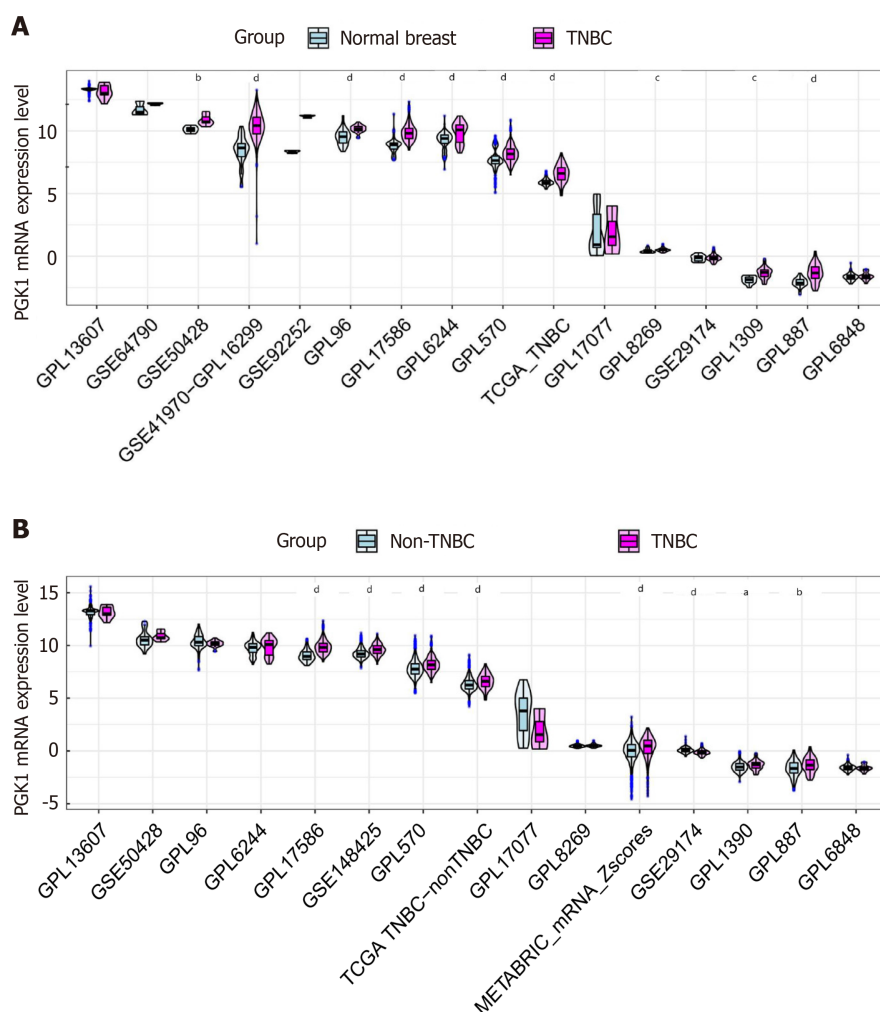 A
Group Normal breast TNBC
b d d d d d d c c d
PGK1 mRNA expression level
10
5
0
GPL13607 GSE64790 GSE50428 GSE41970-GPL16299 GSE92252 GPL96 GPL17586 GPL6244 GPL570 TCGA_TNBC GPL17077 GPL8269 GSE29174 GPL1309 GPL887 GPL6848
B
Group Non-TNBC TNBC
d d d d d d a b
PGK1 mRNA expression level
15
10
5
0
−5
GPL13607 GSE50428 GPL96 GPL6244 GPL17586 GSE148425 GPL570 TCGA TNBC-nonTNBC GPL17077 GPL8269 METABRIC_mRNA_Zscores GSE29174 GPL1390 GPL887 GPL6848